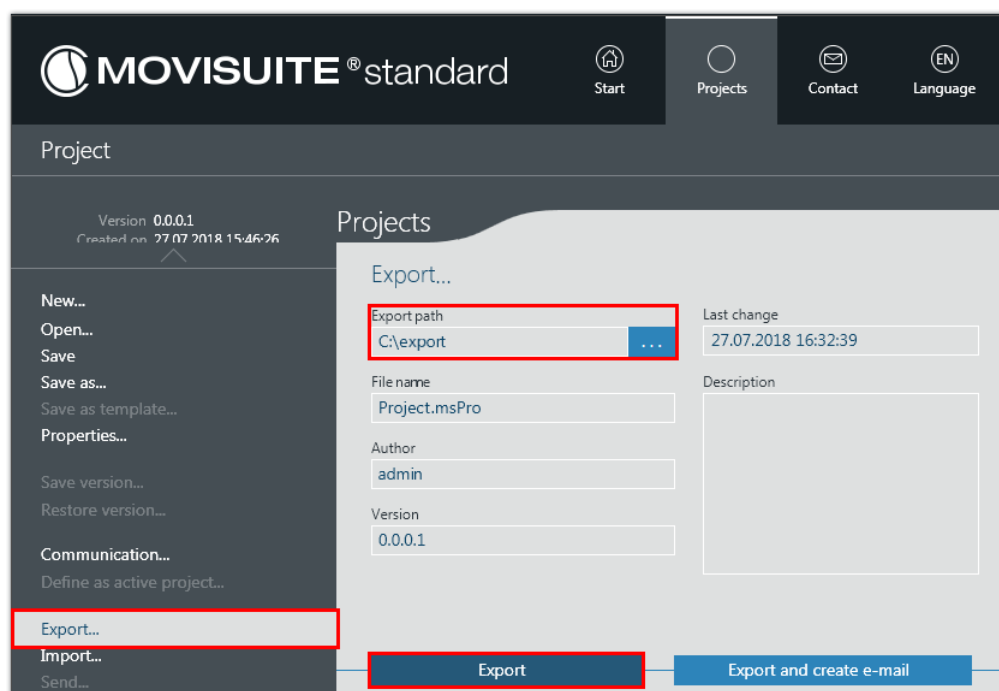 MOVISUITE® standard
Start
Projects
Contact
EN
Language
Project
Version 0.0.0.1
Created on 27.07.2018 15:46:26
New...
Open...
Save
Save as...
Save as template...
Properties...
Save version...
Restore version...
Communication...
Define as active project...
Export...
Import...
Send...
Projects
Export...
Export path
C:\export
...
File name
Project.msPro
Author
admin
Version
0.0.0.1
Last change
27.07.2018 16:32:39
Description
Export
Export and create e-mail